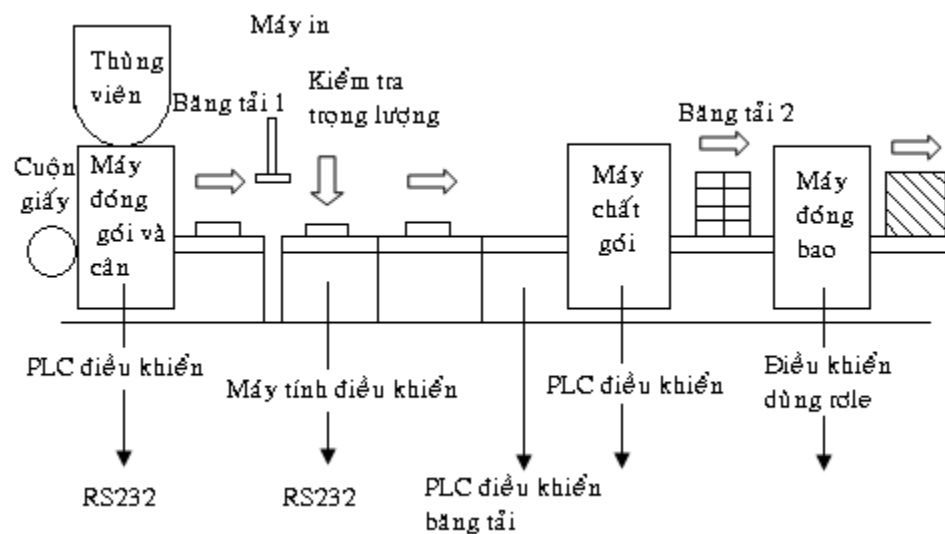 Máy in
Thùng
viên
Băng tải 1
Kiểm tra
trọng lượng
Băng tải 2
Cuộn
giấy
Máy
đóng
gói và
cân
Máy
chất
gói
Máy
đóng
bao
PLC điều khiển
Máy tính điều khiển
PLC điều khiển
Điều khiển
dùng rơle
RS232
RS232
PLC điều khiển
băng tải